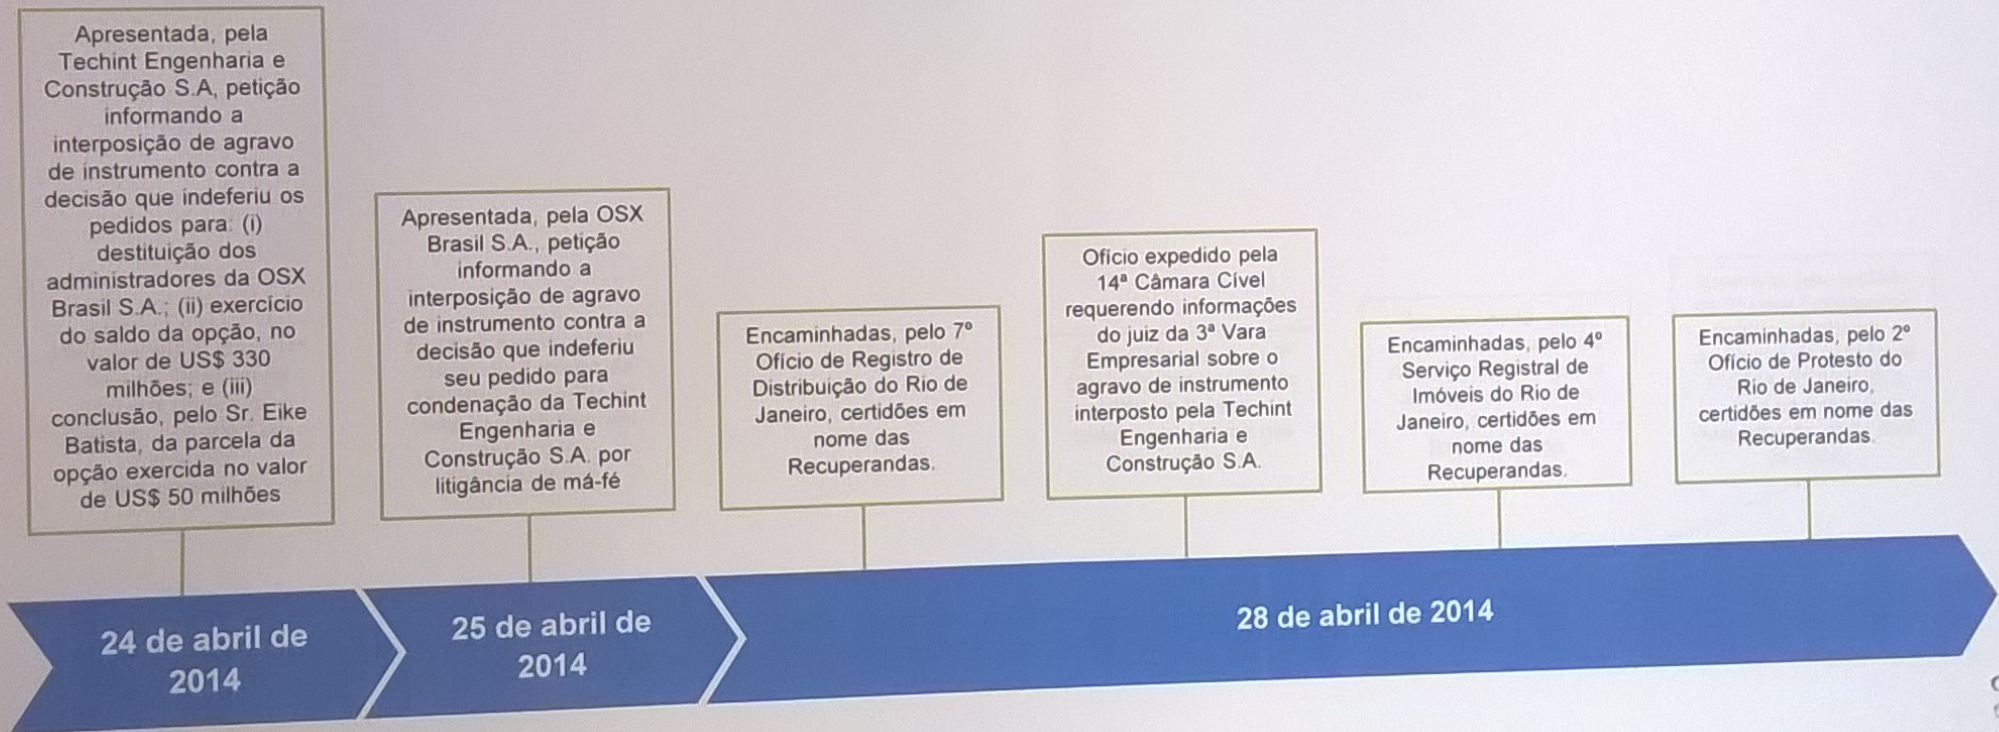 Apresentada, pela
Techint Engenharia e
Construção S.A, petição
informando a
interposição de agravo
de instrumento contra a
decisão que indeferiu os
pedidos para: (i)
destituição dos
administradores da OSX
Brasil S.A.; (ii) exercício
do saldo da opção, no
valor de US$ 330
milhões; e (iii)
conclusão, pelo Sr. Eike
Batista, da parcela da
opção exercida no valor
de US$ 50 milhões
Apresentada, pela OSX
Brasil S.A., petição
informando a
interposição de agravo
de instrumento contra a
decisão que indeferiu
seu pedido para
condenação da Techint
Engenharia e
Construção S.A. por
litigância de má-fé
Encaminhadas, pelo 7º
Ofício de Registro de
Distribuição do Rio de
Janeiro, certidões em
nome das
Recuperandas.
Ofício expedido pela
14ª Câmara Cível
requerendo informações
do juiz da 3ª Vara
Empresarial sobre o
agravo de instrumento
interposto pela Techint
Engenharia e
Construção S.A.
Encaminhadas, pelo 4º
Serviço Registral de
Imóveis do Rio de
Janeiro, certidões em
nome das
Recuperandas.
Encaminhadas, pelo 2º
Ofício de Protesto do
Rio de Janeiro,
certidões em nome das
Recuperandas.
24 de abril de
2014
25 de abril de
2014
28 de abril de 2014